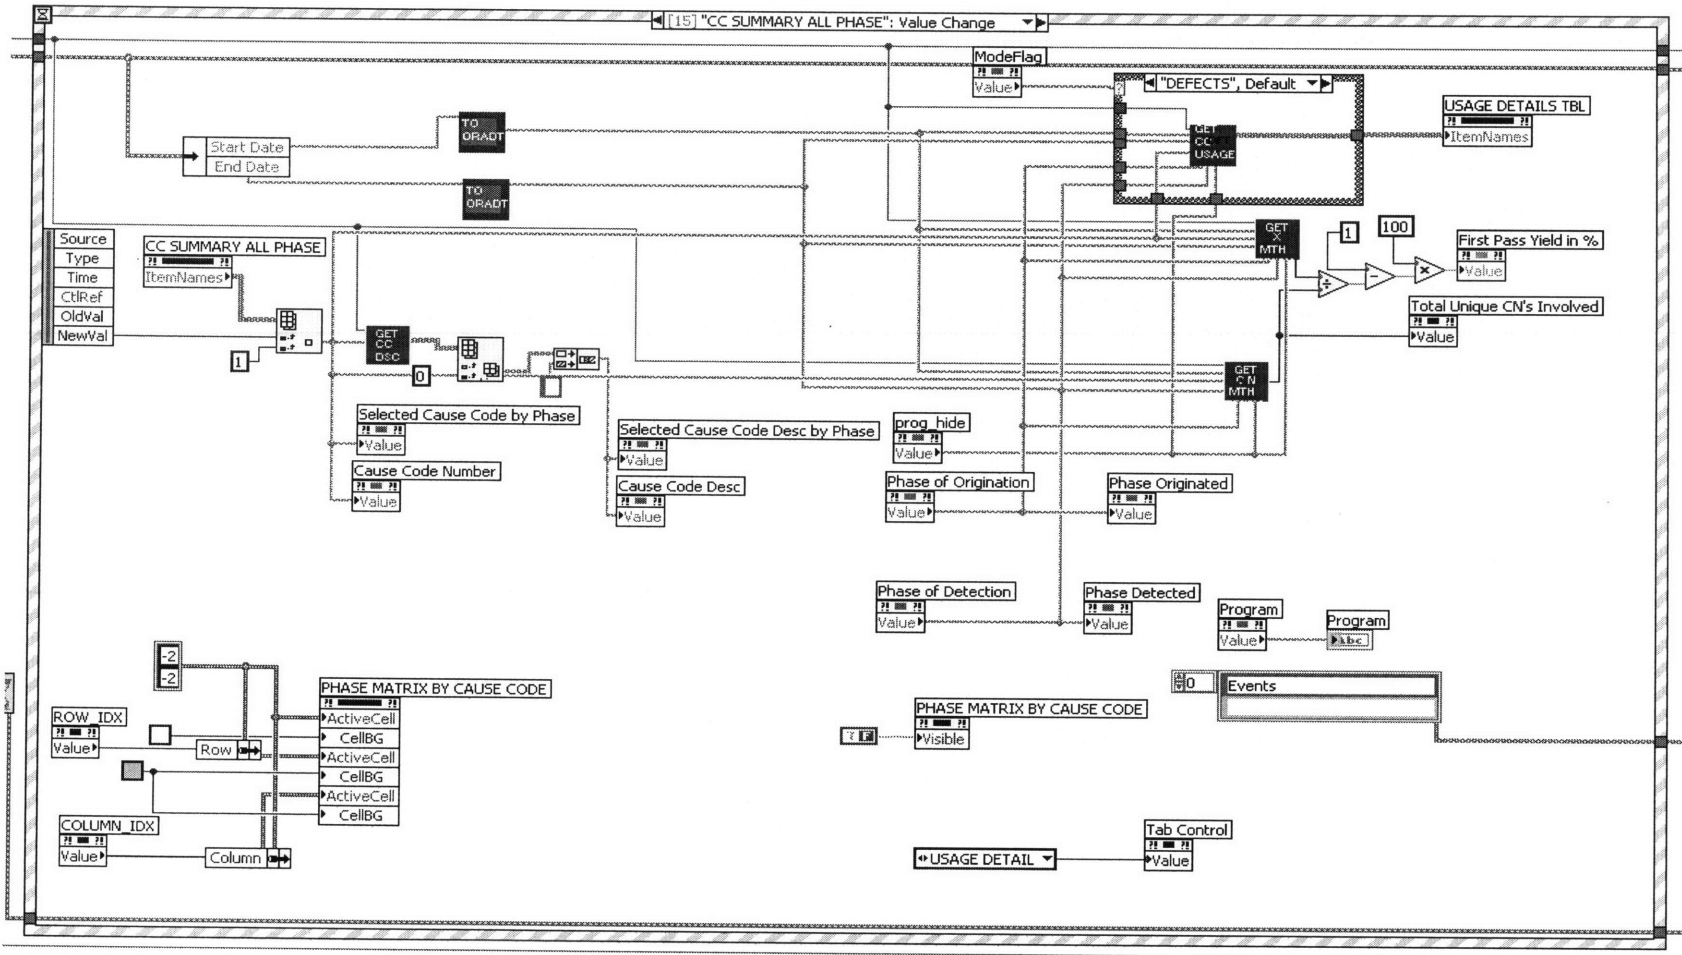 [15] "CC SUMMARY ALL PHASE": Value Change
ModeFlag
Value
"DEFECTS", Default
USAGE DETAILS TBL
ItemNames
Start Date
End Date
TO
ORADT
TO
ORADT
GET
USAGE
Source
Type
Time
CtlRef
OldVal
NewVal
CC SUMMARY ALL PHASE
ItemNames
1
GET
CC
DSC
0
GET
X
MTH
1
100
First Pass Yield in %
Value
Total Unique CN's Involved
Value
GET
CN
MTH
Selected Cause Code by Phase
Value
Cause Code Number
Value
Selected Cause Code Desc by Phase
Value
Cause Code Desc
Value
prog_hide
Value
Phase of Origination
Value
Phase Originated
Value
Phase of Detection
Value
Phase Detected
Value
Program
Value
Program
abc
-2
-2
ROW_IDX
Value
Row
COLUMN_IDX
Value
Column
PHASE MATRIX BY CAUSE CODE
ActiveCell
CellBG
ActiveCell
CellBG
ActiveCell
CellBG
0
Events
PHASE MATRIX BY CAUSE CODE
Visible
? F
USAGE DETAIL
Tab Control
Value